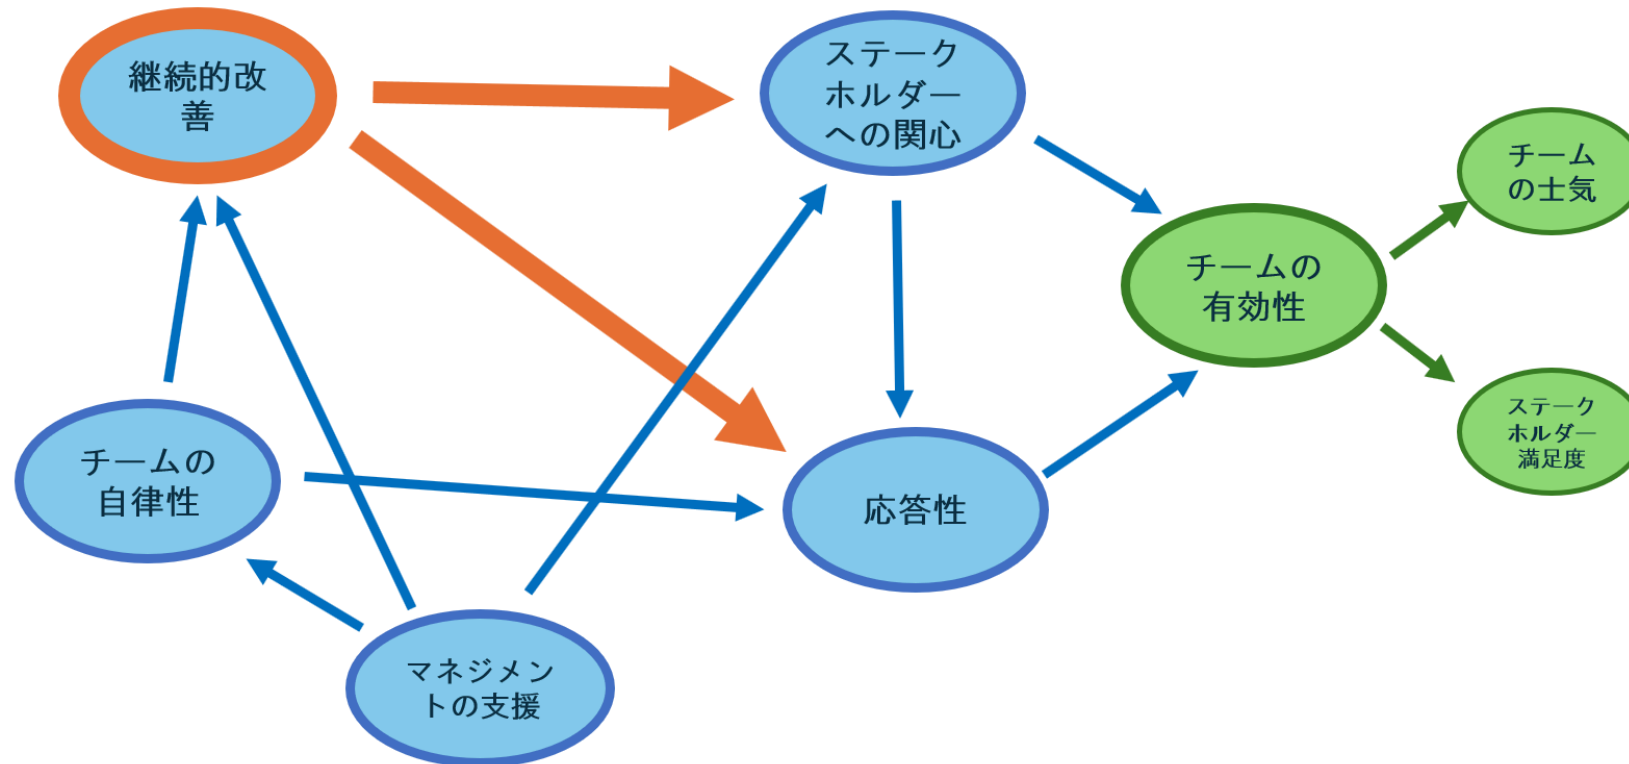 継続的改
善
ステーク
ホルダー
への関心
チーム
の士気
チームの
有効性
ステーク
ホルダー
満足度
チームの
自律性
応答性
マネジメン
トの支援